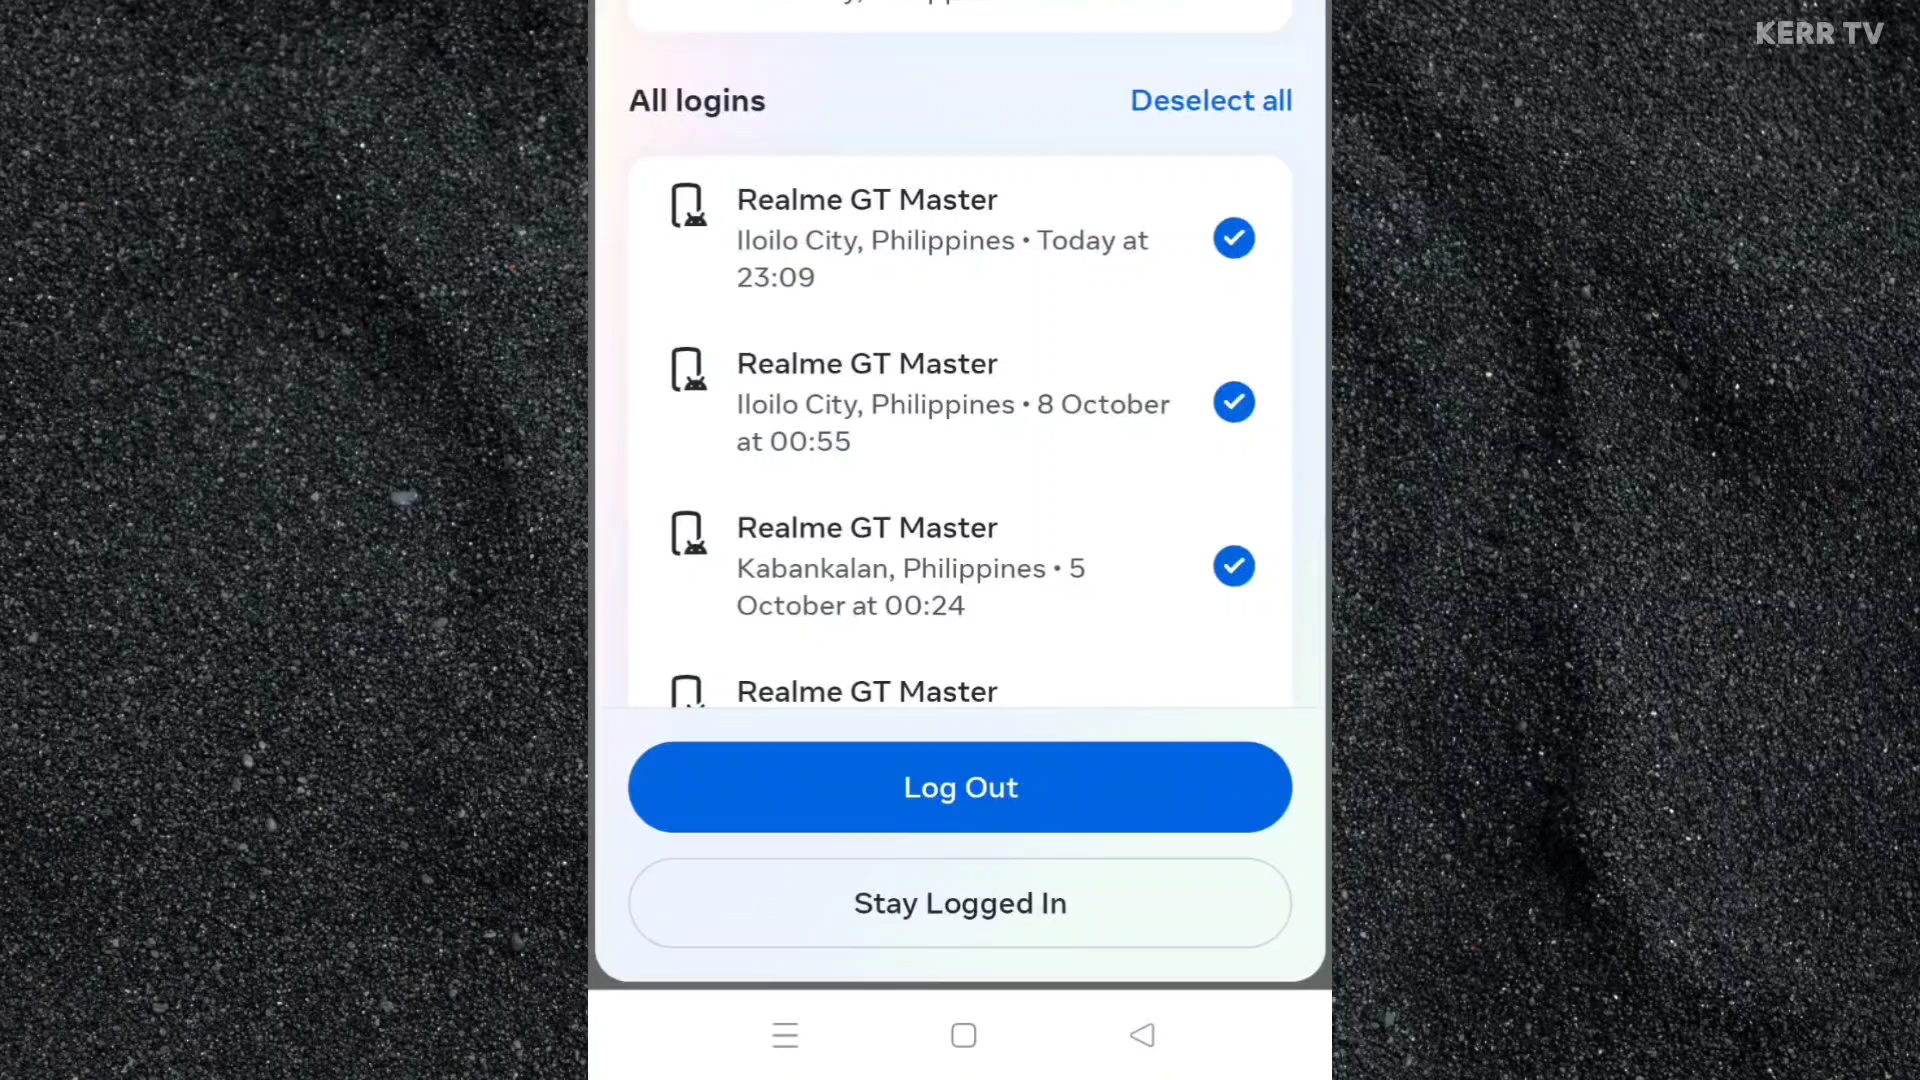 KERR TV
All logins
Deselect all
Realme GT Master
Iloilo City, Philippines • Today at
23:09
Realme GT Master
Iloilo City, Philippines • 8 October
at 00:55
Realme GT Master
Kabankalan, Philippines • 5
October at 00:24
Realme GT Master
Log Out
Stay Logged In